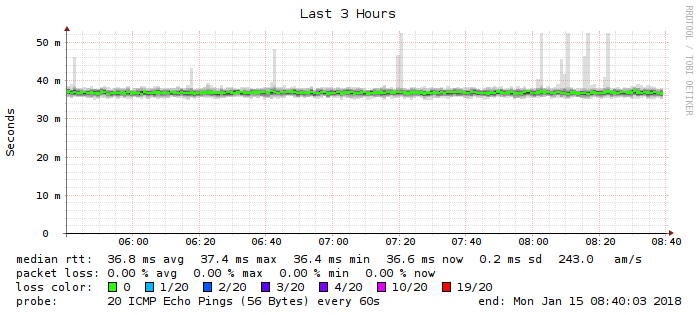 Last 3 Hours
RRDTOOL / TOBI OETIKER
Seconds
50 m
40 m
30 m
20 m
10 m
0
06:00 06:20 06:40 07:00 07:20 07:40 08:00 08:20 08:40
median rtt: 36.8 ms avg 37.4 ms max 36.4 ms min 36.6 ms now 0.2 ms sd 243.0 am/s
packet loss: 0.00 % avg 0.00 % max 0.00 % min 0.00 % now
loss color: 0 1/20 2/20 3/20 4/20 10/20 19/20
probe: 20 ICMP Echo Pings (56 Bytes) every 60s end: Mon Jan 15 08:40:03 2018